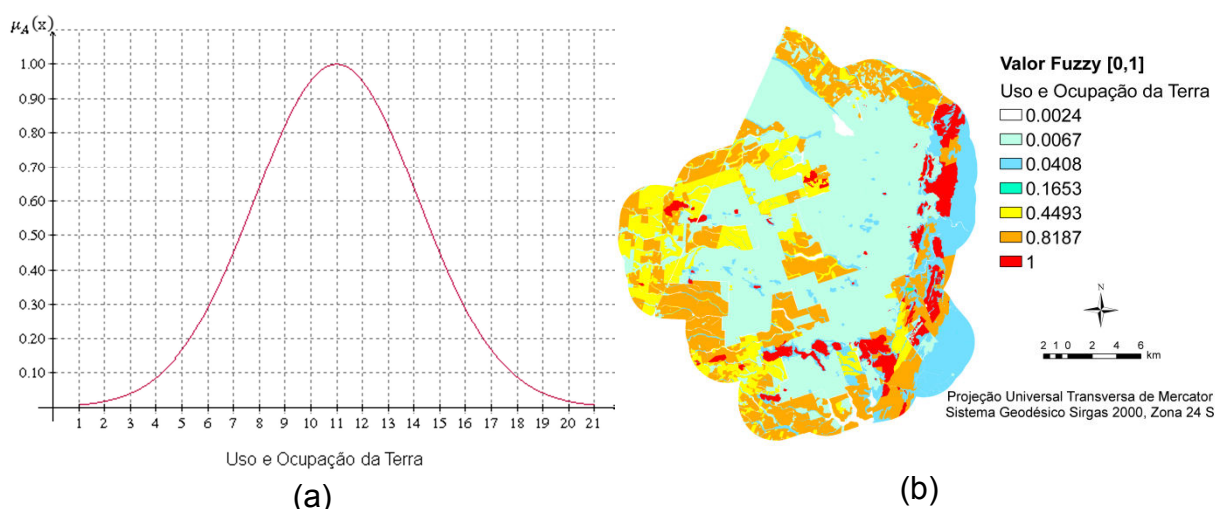 μA(x)
1.00
0.90
0.80
0.70
0.60
0.50
0.40
0.30
0.20
0.10
1 2 3 4 5 6 7 8 9 10 11 12 13 14 15 16 17 18 19 20 21
Uso e Ocupação da Terra
(a)
Valor Fuzzy [0,1]
Uso e Ocupação da Terra
0.0024
0.0067
0.0408
0.1653
0.4493
0.8187
1
N
2 1 0 2 4 6
km
Projeção Universal Transversa de Mercator
Sistema Geodésico Sirgas 2000, Zona 24 S
(b)